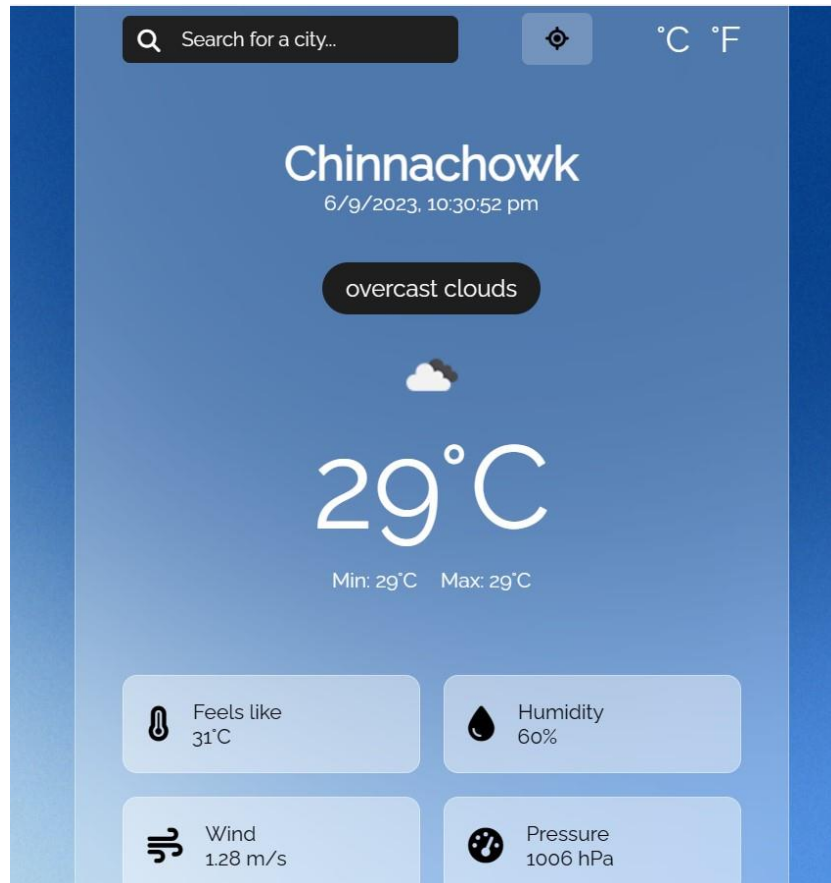 Search for a city...
°C °F
Chinnachowk
6/9/2023, 10:30:52 pm
overcast clouds
29°C
Min: 29°C Max: 29°C
Feels like
31°C
Humidity
60%
Wind
1.28 m/s
Pressure
1006 hPa